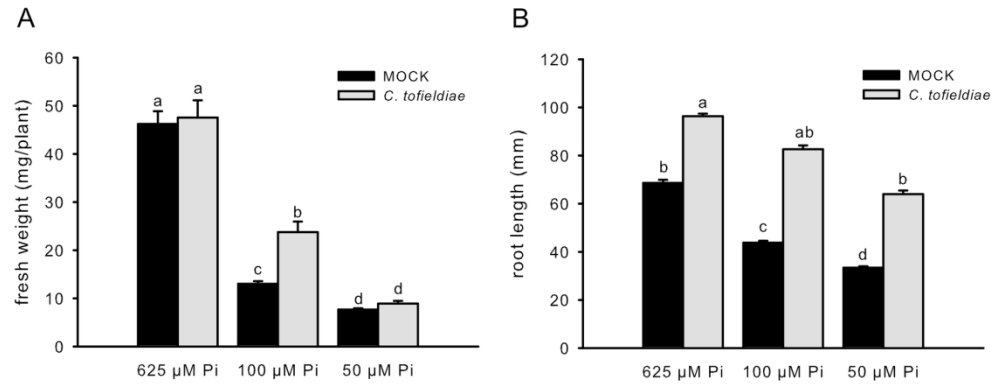 A
60
50
40
30
20
10
0
fresh weight (mg/plant)
MOCK
C. tofieldiae
a a
c b
d d
625 µM Pi 100 µM Pi 50 µM Pi
B
120
100
80
60
40
20
0
root length (mm)
MOCK
C. tofieldiae
b a
c ab
d b
625 µM Pi 100 µM Pi 50 µM Pi